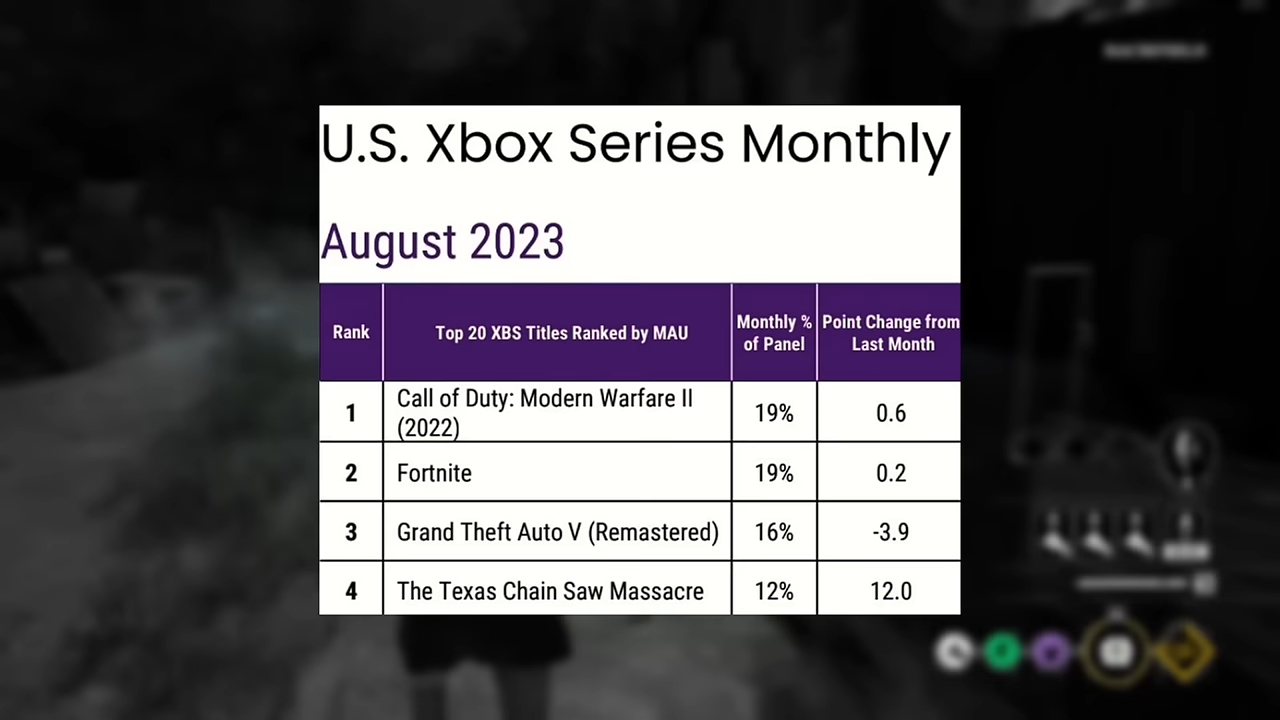 U.S. Xbox Series Monthly
August 2023
Rank
Top 20 XBS Titles Ranked by MAU
Monthly %
of Panel
Point Change from
Last Month
1
Call of Duty: Modern Warfare II
(2022)
19%
0.6
2
Fortnite
19%
0.2
3
Grand Theft Auto V (Remastered)
16%
-3.9
4
The Texas Chain Saw Massacre
12%
12.0